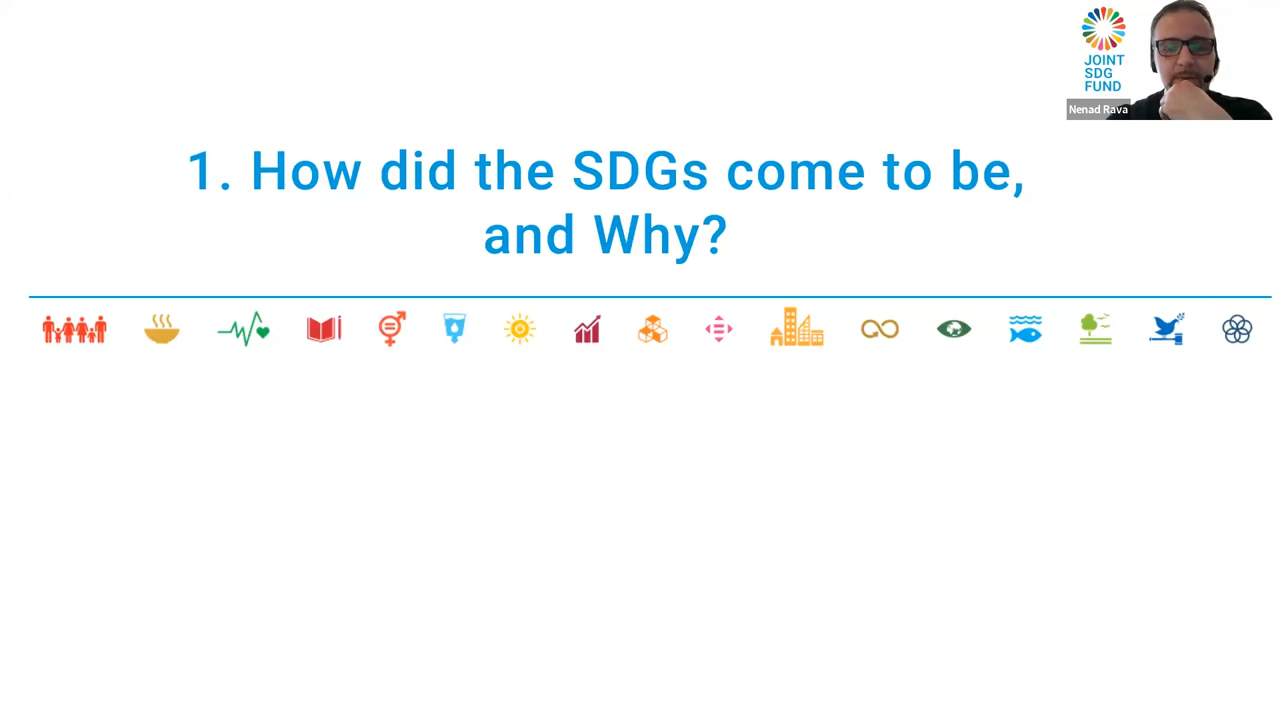 JOINT
SDG
FUND
Nenad Rava
1. How did the SDGs come to be,
and Why?